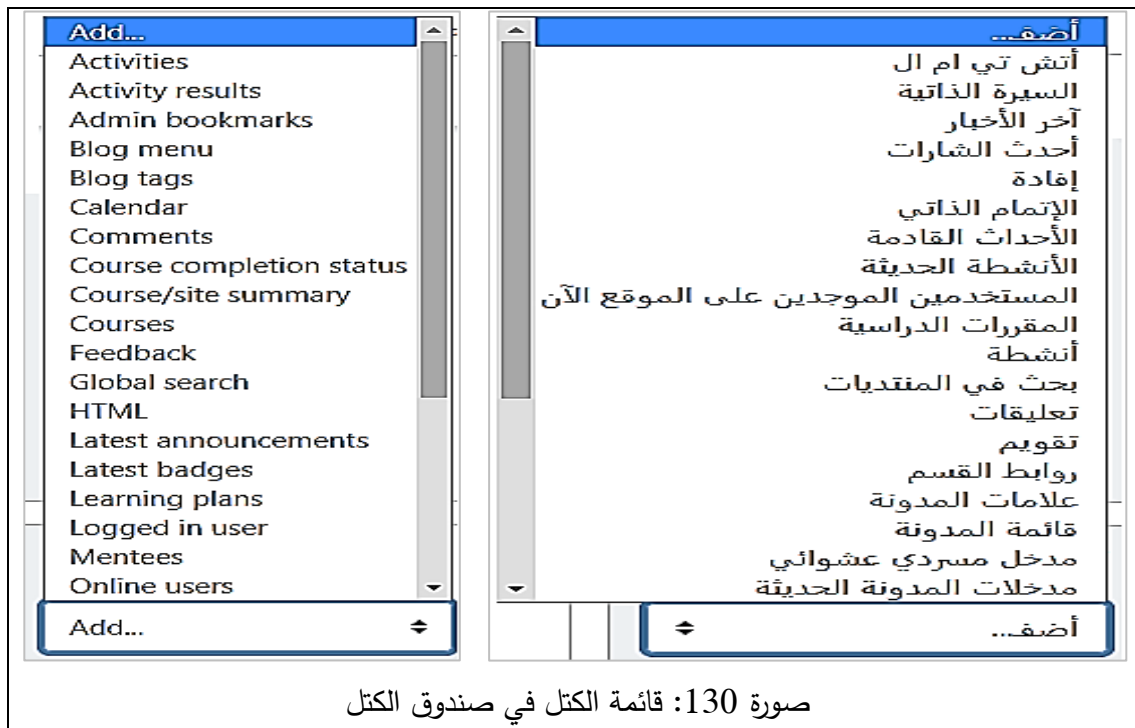 Add...
Activities
Activity results
Admin bookmarks
Blog menu
Blog tags
Calendar
Comments
Course completion status
Course/site summary
Courses
Feedback
Global search
HTML
Latest announcements
Latest badges
Learning plans
Logged in user
Mentees
Online users
Add...
أضف...
أتش تي ام ال
السيرة الذاتية
آخر الأخبار
أحدث الشارات
إفادة
الإتمام الذاتي
الأحداث القادمة
الأنشطة الحديثة
المستخدمين الموجدين على الموقع الآن
المقررات الدراسية
أنشطة
بحث في المنتديات
تعليقات
تقويم
روابط القسم
علامات المدونة
قائمة المدونة
مدخل مسردي عشوائي
مدخلات المدونة الحديثة
أضف...
صورة 130: قائمة الكتل في صندوق الكتل